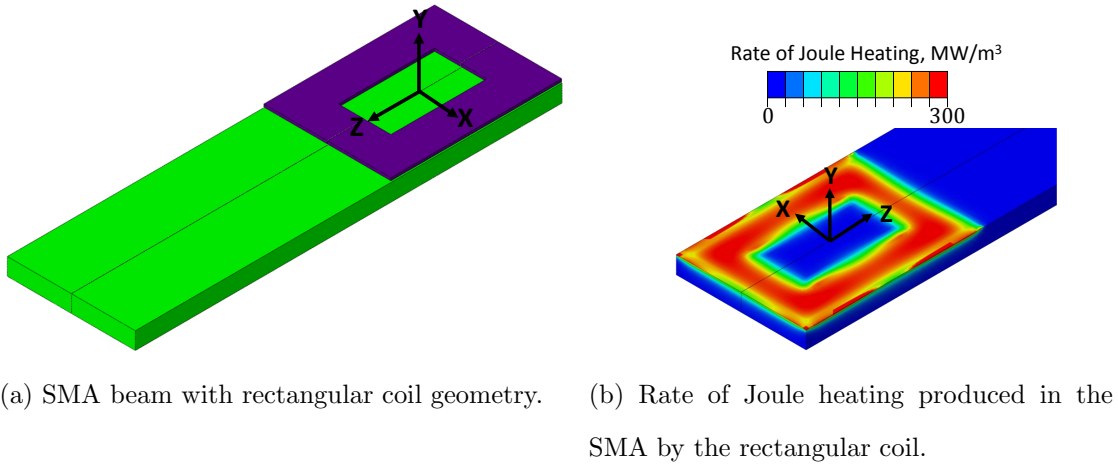 Y
Z
X
Rate of Joule Heating, MW/m³
0 300
Y
X
Z
(a) SMA beam with rectangular coil geometry.
(b) Rate of Joule heating produced in the
SMA by the rectangular coil.